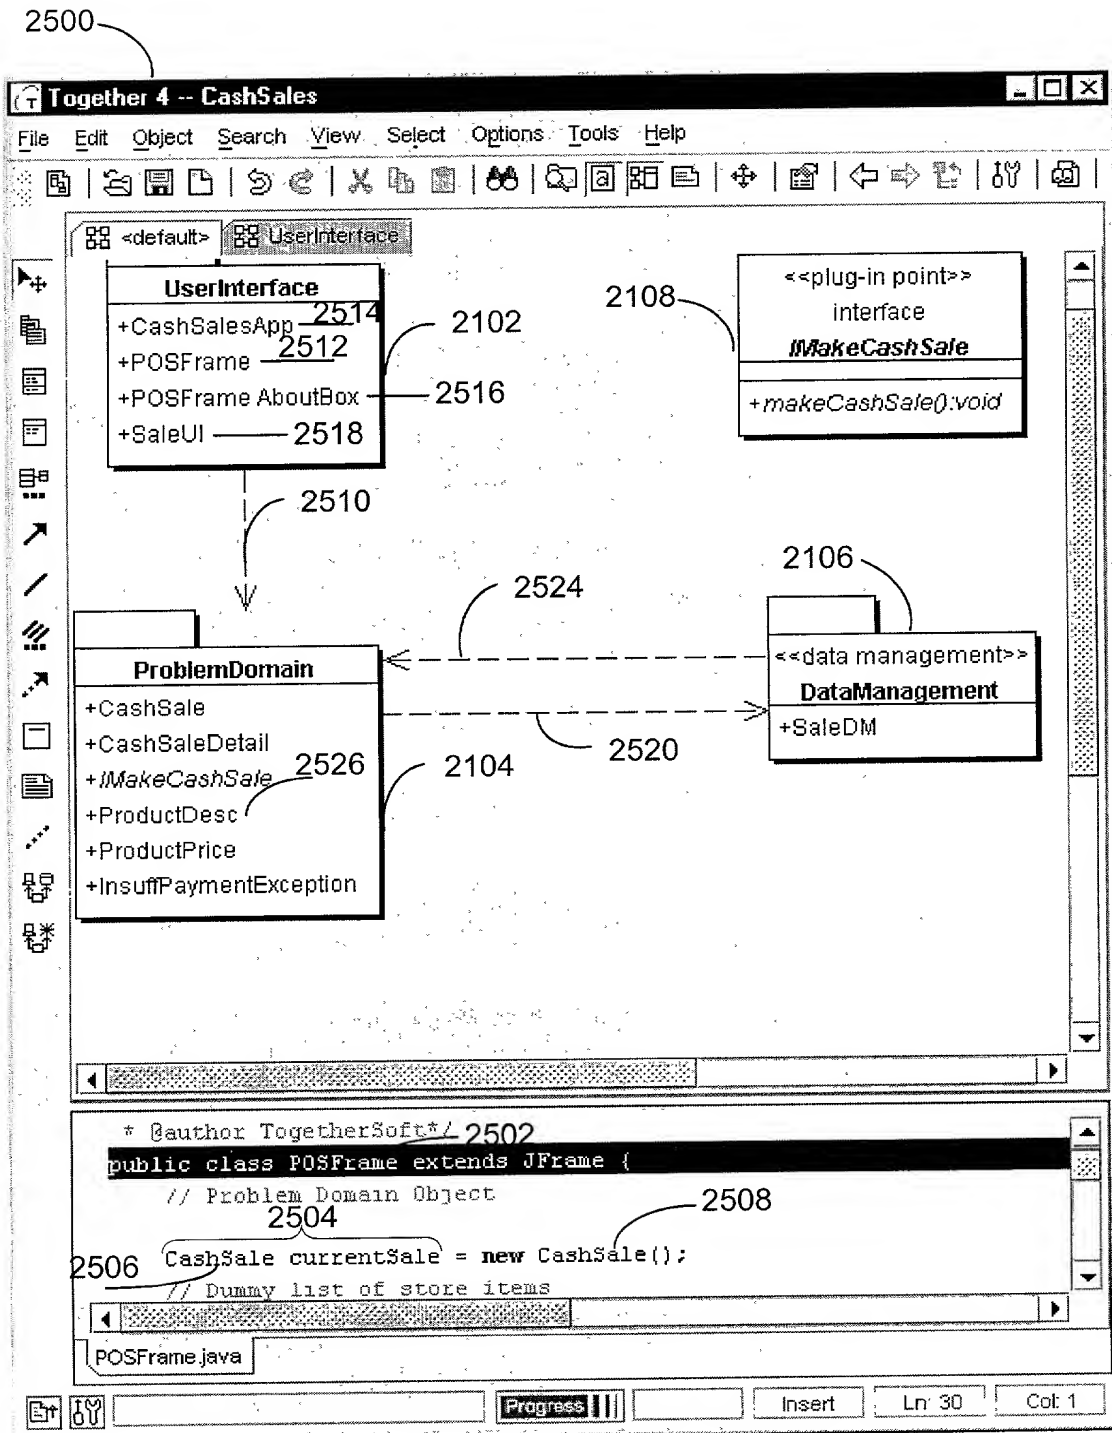 2500
Together 4 -- CashSales
File Edit Object Search View Select Options Tools Help
<default> UserInterface
UserInterface
+CashSalesApp 2514
+POSFrame 2512
+POSFrame AboutBox 2516
+SaleUI 2518
2102
2108
<<plug-in point>>
interface
IMakeCashSale
+makeCashSale():void
2510
2524
2106
ProblemDomain
+CashSale
+CashSaleDetail
+IMakeCashSale
+ProductDesc
+ProductPrice
+InsuffPaymentException
2526
2104
2520
<<data management>>
DataManagement
+SaleDM
* @author TogetherSoft*/ 2502
public class POSFrame extends JFrame {
// Problem Domain Object
2504
2508
CashSale currentSale = new CashSale();
2506
// Dummy list of store items
POSFrame.java
Progress Insert Ln: 30 Col: 1